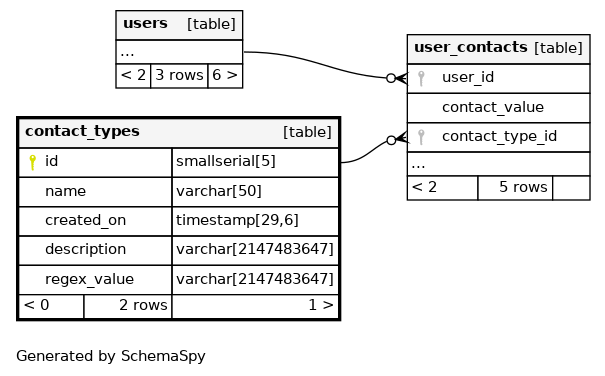 users [table]
...
< 2 3 rows 6 >
user_contacts [table]
user_id
contact_value
contact_type_id
...
< 2 5 rows
contact_types [table]
id smallserial[5]
name varchar[50]
created_on timestamp[29,6]
description varchar[2147483647]
regex_value varchar[2147483647]
< 0 2 rows 1 >
Generated by SchemaSpy